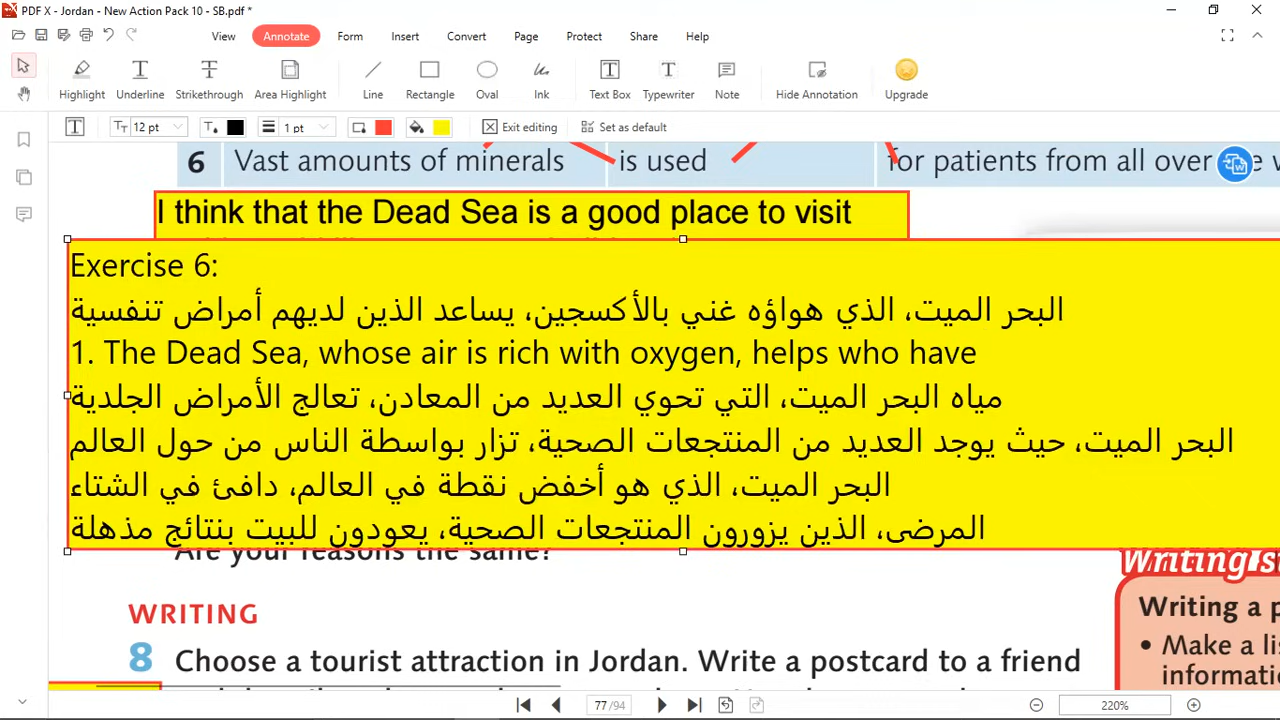 PDF X - Jordan - New Action Pack 10 - SB.pdf *
View Annotate Form Insert Convert Page Protect Share Help
Highlight Underline Strikethrough Area Highlight Line Rectangle Oval Ink Text Box Typewriter Note Hide Annotation Upgrade
12 pt 1 pt Exit editing Set as default
6 Vast amounts of minerals is used for patients from all over
I think that the Dead Sea is a good place to visit
Exercise 6:
البحر الميت، الذي هواؤه غني بالأكسجين، يساعد الذين لديهم أمراض تنفسية
1. The Dead Sea, whose air is rich with oxygen, helps who have
مياه البحر الميت، التي تحوي العديد من المعادن، تعالج الأمراض الجلدية
البحر الميت، حيث يوجد العديد من المنتجعات الصحية، تزار بواسطة الناس من حول العالم
البحر الميت، الذي هو أخفض نقطة في العالم، دافئ في الشتاء
المرضى، الذين يزورون المنتجعات الصحية، يعودون للبيت بنتائج مذهلة
Are your reasons the same?
Writing
WRITING
Writing a
8 Choose a tourist attraction in Jordan. Write a postcard to a friend
• Make a
77/94 220%